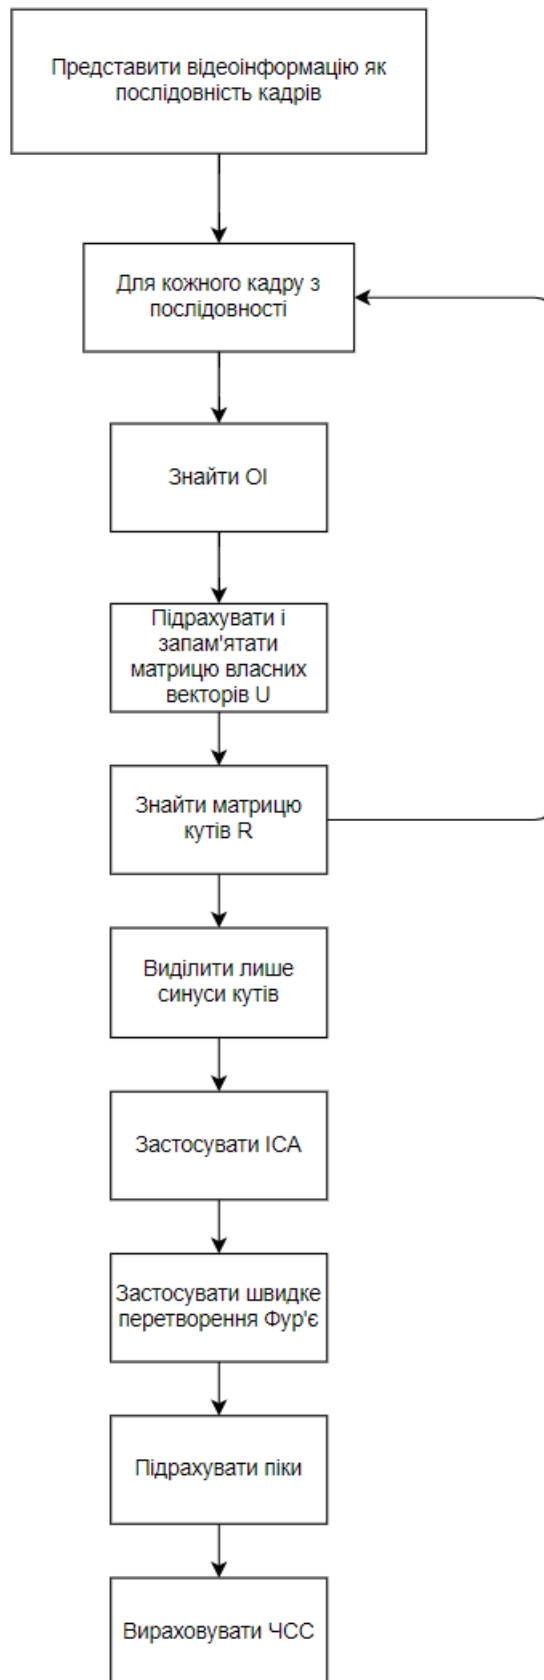 Представити відеоінформацію як
послідовність кадрів
Для кожного кадру з
послідовності
Знайти ОІ
Підрахувати і
запам'ятати
матрицю власних
векторів U
Знайти матрицю
кутів R
Виділити лише
синуси кутів
Застосувати ICA
Застосувати швидке
перетворення Фур'є
Підрахувати піки
Вираховувати ЧСС